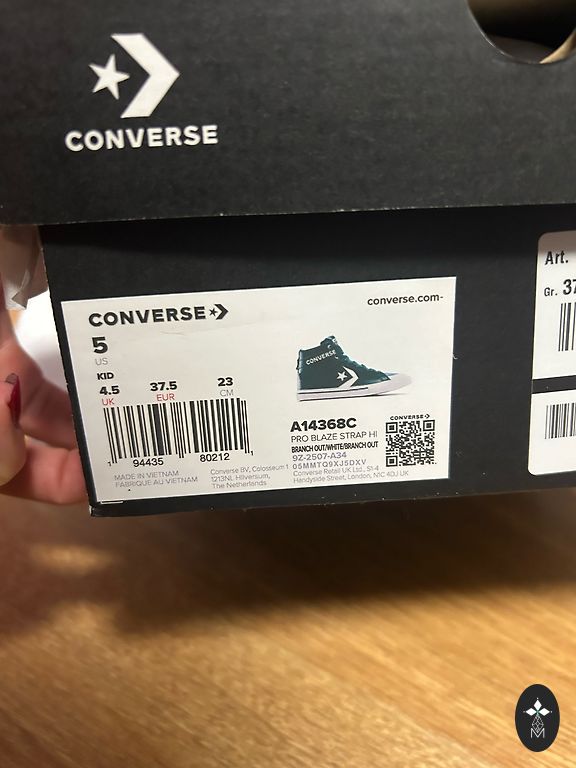 CONVERSE
CONVERSE
converse.com
5
US
KID
4.5 37.5 23
UK EUR CM
94435 80212
MADE IN VIETNAM
FABRIQUE AU VIETNAM
Converse BV, Colosseum 1
1213NL Hilversum,
The Netherlands
CONVERSE
A14368C
PRO BLAZE STRAP HI
BRANCH OUT/WHITE/BRANCH OUT
9Z-2507-A34
05MMTQ9XJ5DXV
Converse Retail UK Ltd., S1-4
Handyside Street, London, N1C 4DJ UK
CONVERSE
Art.
Gr. 37
M